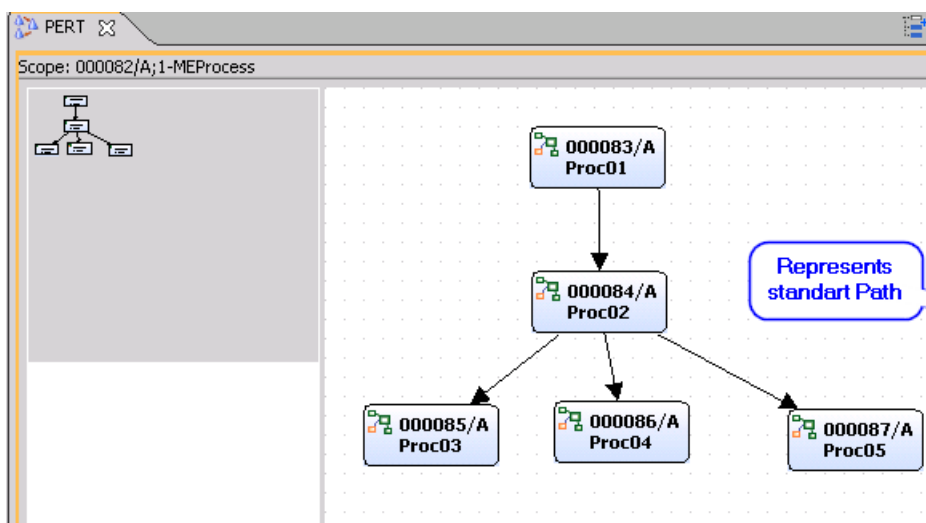 PERT
Scope: 000082/A;1-MEProcess
000083/A
Proc01
Represents
standart Path
000084/A
Proc02
000085/A
Proc03
000086/A
Proc04
000087/A
Proc05